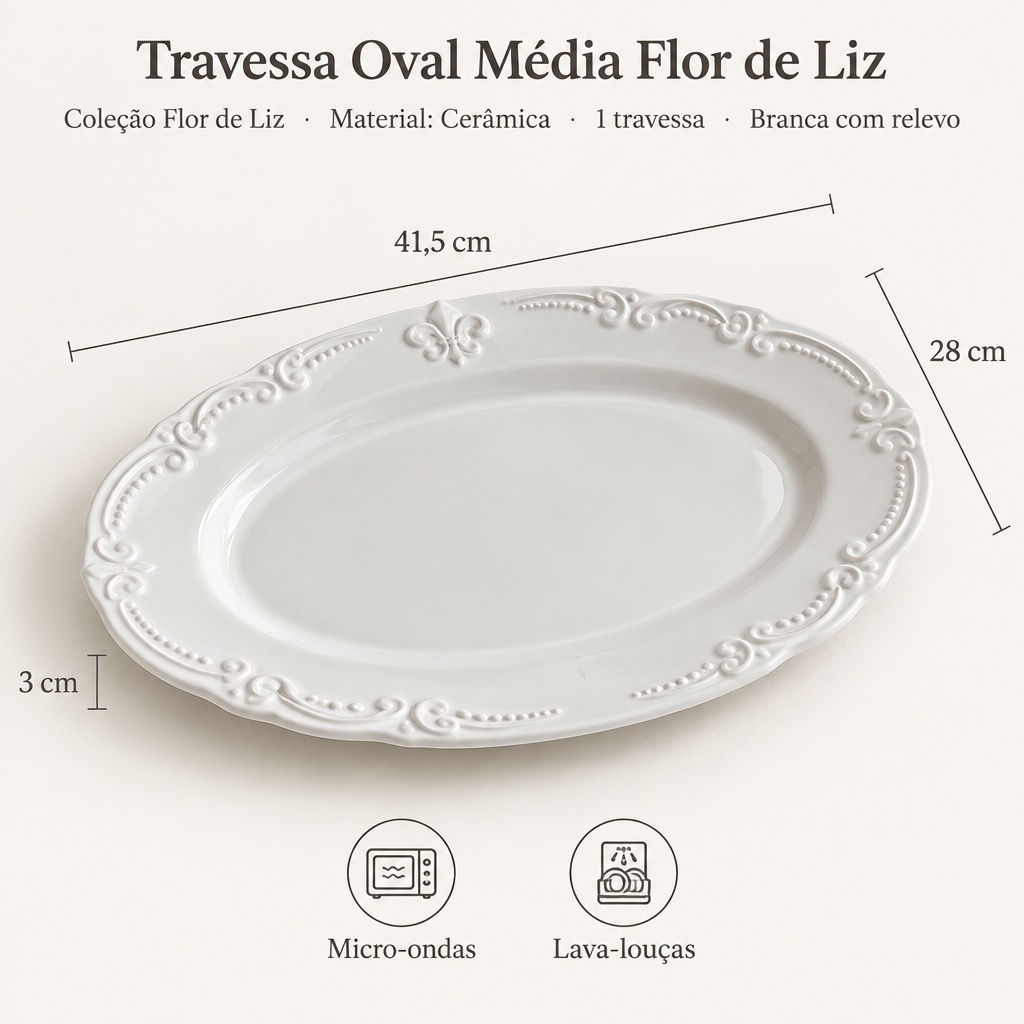 Travessa Oval Média Flor de Liz
Coleção Flor de Liz · Material: Cerâmica · 1 travessa · Branca com relevo
41,5 cm
28 cm
3 cm
Micro-ondas
Lava-louças